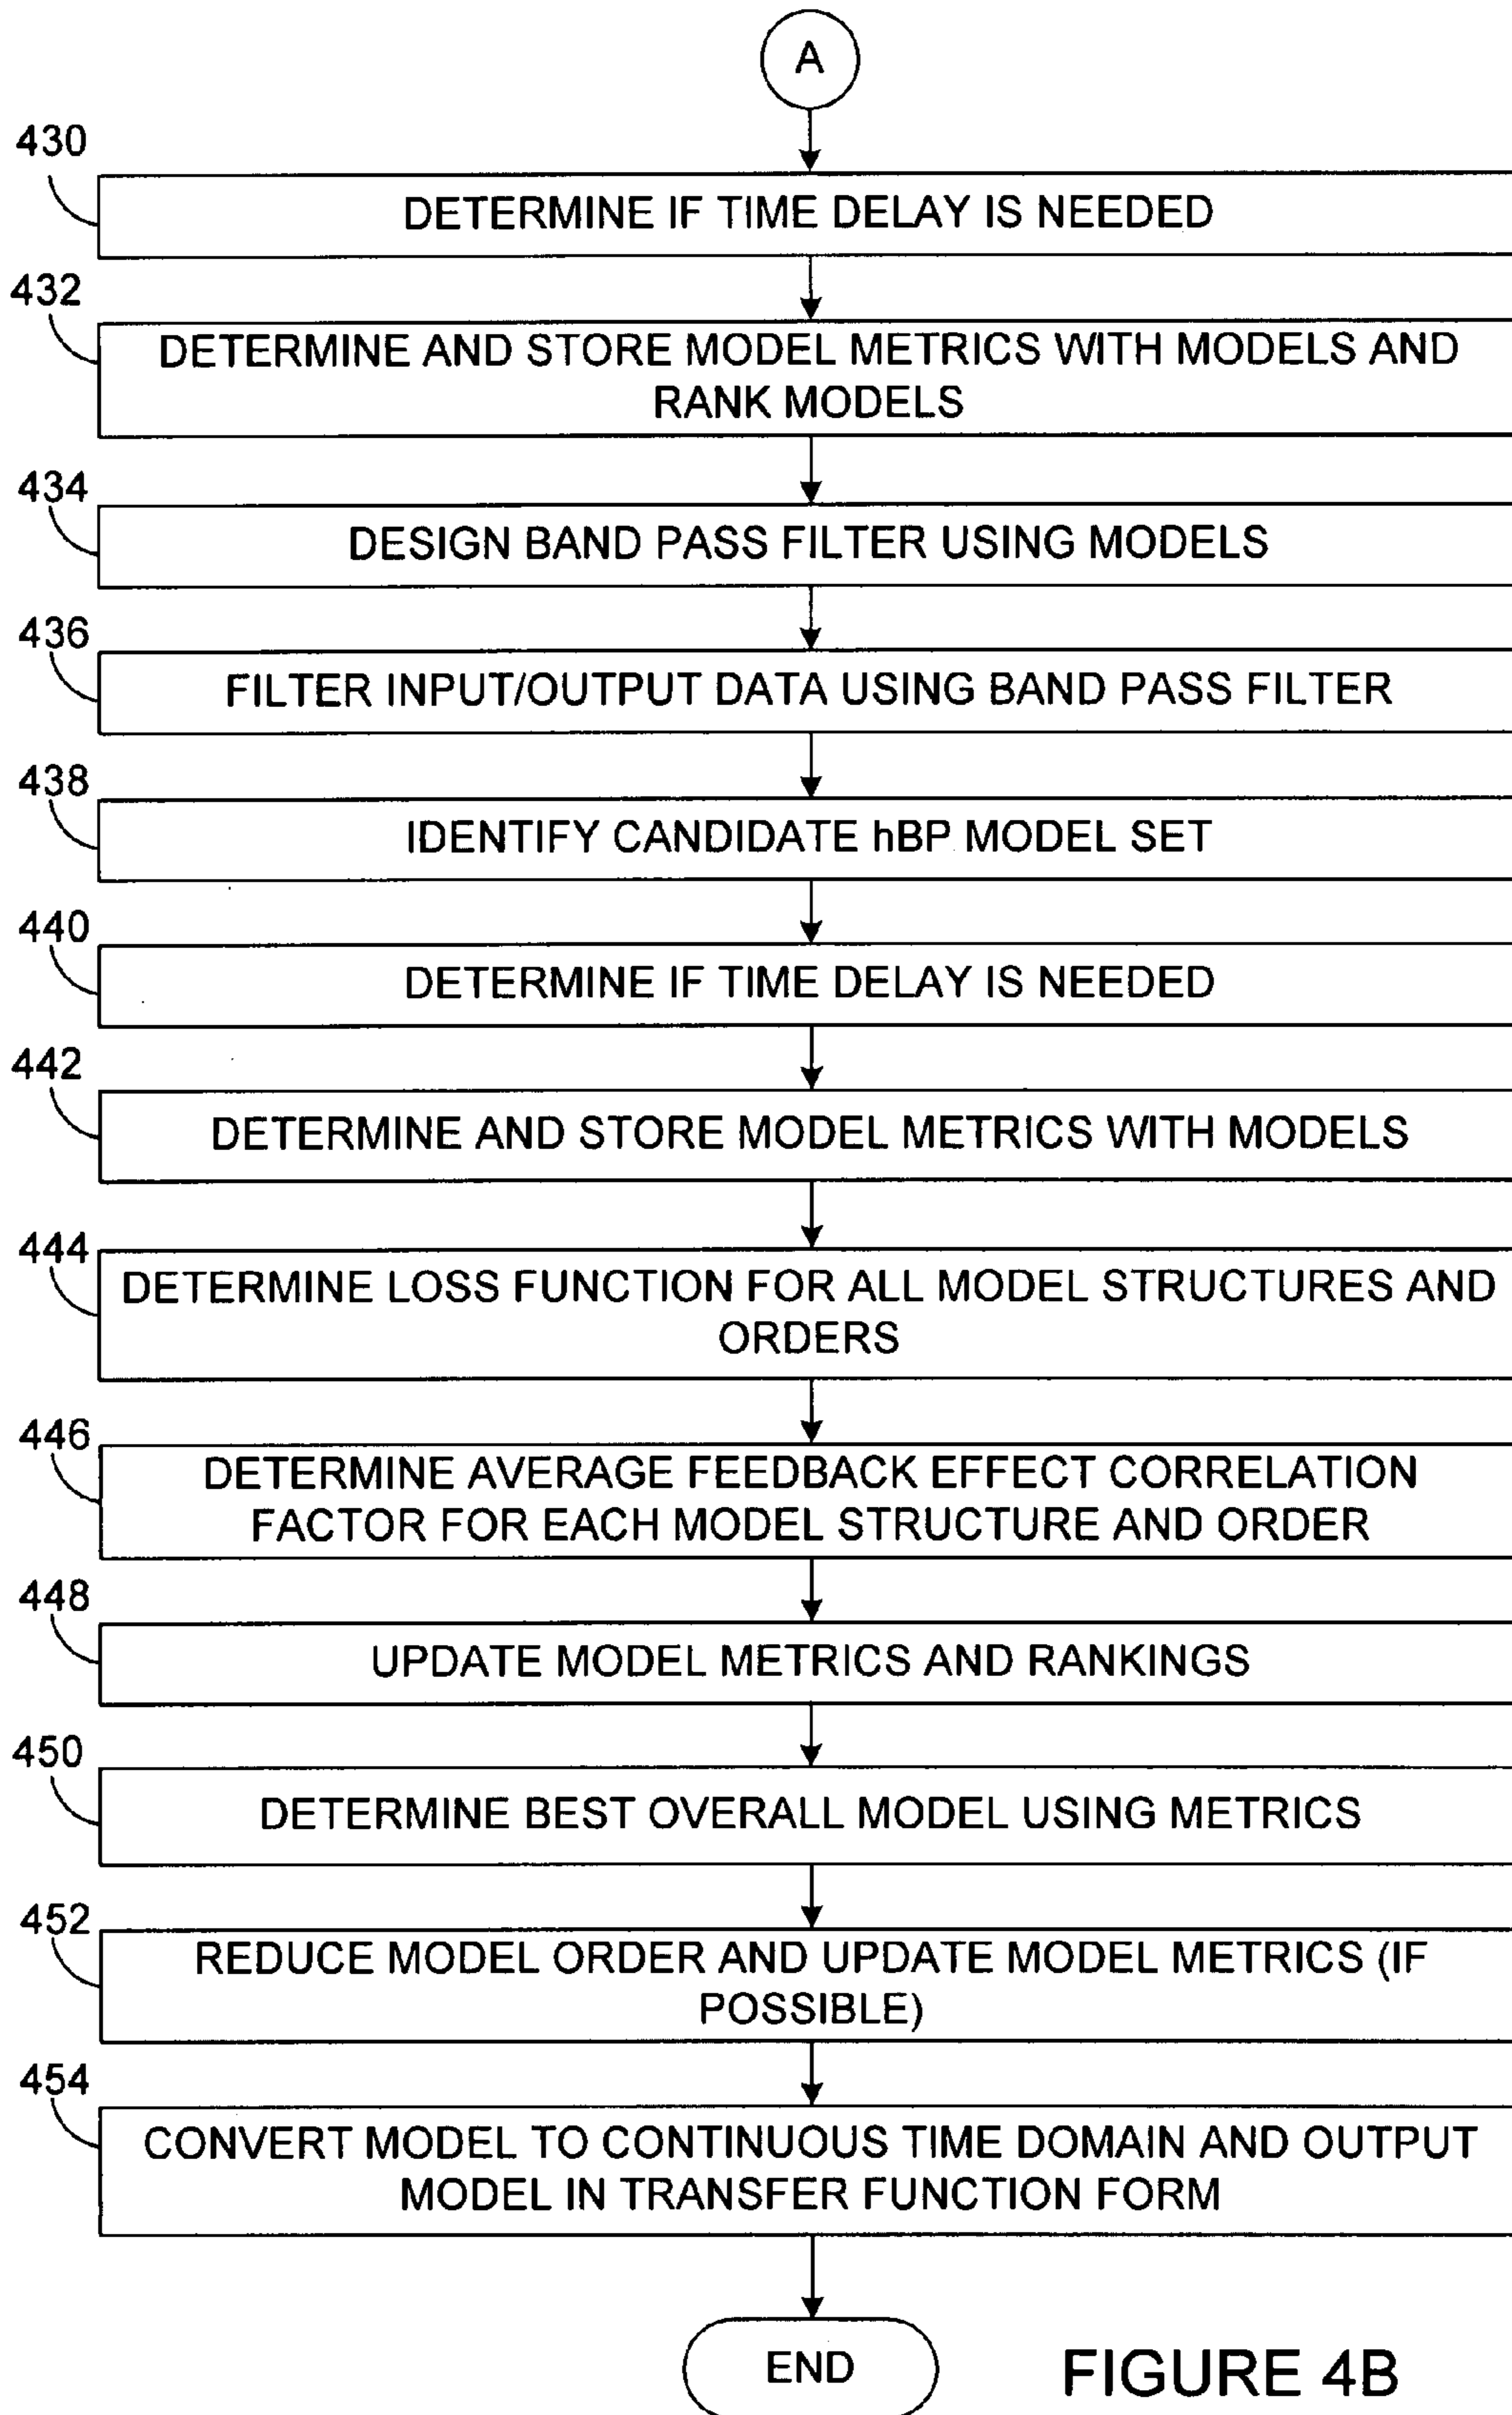 A
430
DETERMINE IF TIME DELAY IS NEEDED
432
DETERMINE AND STORE MODEL METRICS WITH MODELS AND
RANK MODELS
434
DESIGN BAND PASS FILTER USING MODELS
436
FILTER INPUT/OUTPUT DATA USING BAND PASS FILTER
438
IDENTIFY CANDIDATE hBP MODEL SET
440
DETERMINE IF TIME DELAY IS NEEDED
442
DETERMINE AND STORE MODEL METRICS WITH MODELS
444
DETERMINE LOSS FUNCTION FOR ALL MODEL STRUCTURES AND
ORDERS
446
DETERMINE AVERAGE FEEDBACK EFFECT CORRELATION
FACTOR FOR EACH MODEL STRUCTURE AND ORDER
448
UPDATE MODEL METRICS AND RANKINGS
450
DETERMINE BEST OVERALL MODEL USING METRICS
452
REDUCE MODEL ORDER AND UPDATE MODEL METRICS (IF
POSSIBLE)
454
CONVERT MODEL TO CONTINUOUS TIME DOMAIN AND OUTPUT
MODEL IN TRANSFER FUNCTION FORM
END
FIGURE 4B